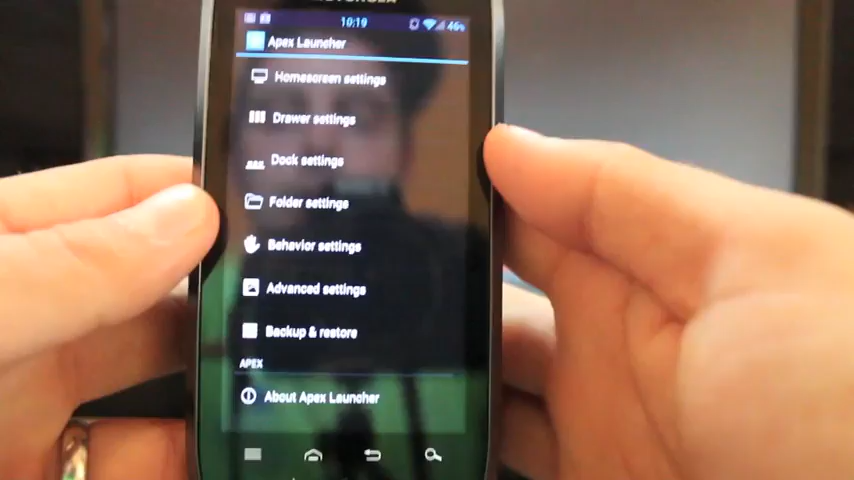 MOTOROLA
10:19
46%
Apex Launcher
Homescreen settings
Drawer settings
Dock settings
Folder settings
Behavior settings
Advanced settings
Backup & restore
APEX
About Apex Launcher